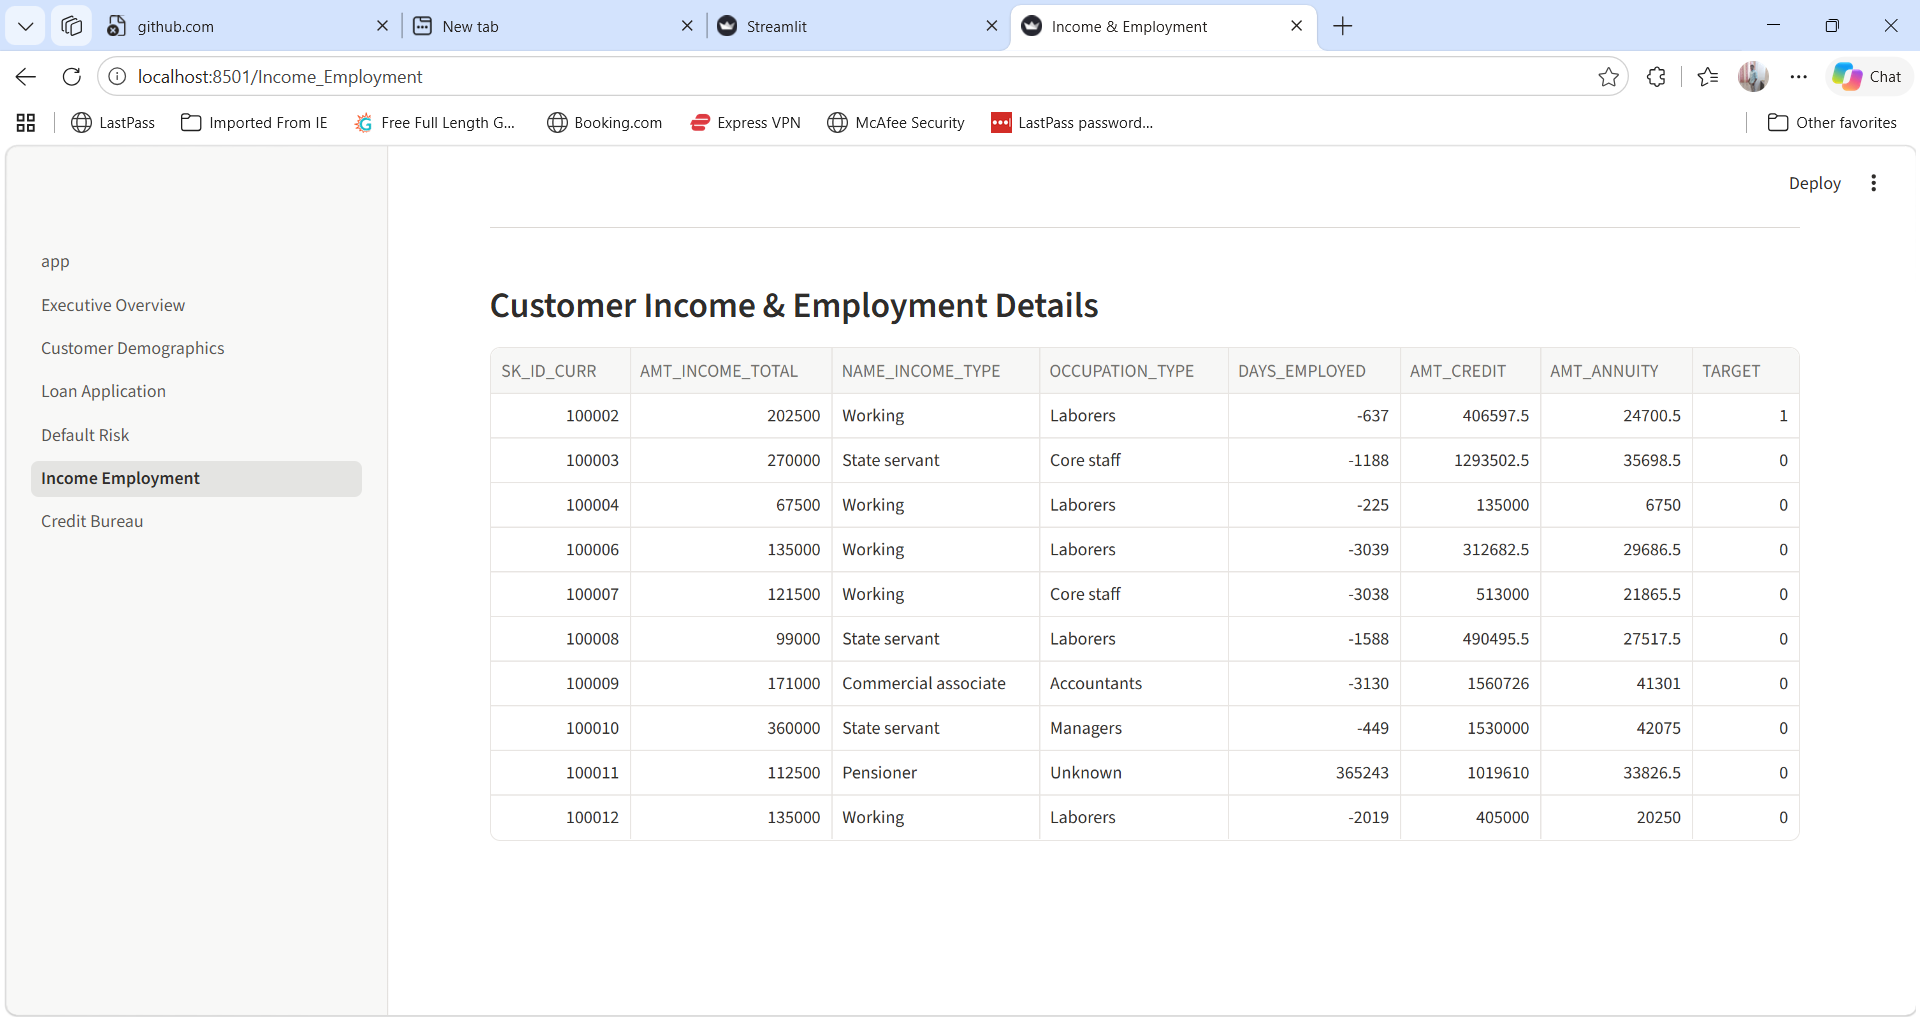 github.com New tab Streamlit Income & Employment
localhost:8501/Income_Employment Chat
LastPass Imported From IE Free Full Length G... Booking.com Express VPN McAfee Security LastPass password... Other favorites
Deploy
app
Executive Overview
Customer Demographics
Loan Application
Default Risk
Income Employment
Credit Bureau
Customer Income & Employment Details
SK_ID_CURR AMT_INCOME_TOTAL NAME_INCOME_TYPE OCCUPATION_TYPE DAYS_EMPLOYED AMT_CREDIT AMT_ANNUITY TARGET
100002 202500 Working Laborers -637 406597.5 24700.5 1
100003 270000 State servant Core staff -1188 1293502.5 35698.5 0
100004 67500 Working Laborers -225 135000 6750 0
100006 135000 Working Laborers -3039 312682.5 29686.5 0
100007 121500 Working Core staff -3038 513000 21865.5 0
100008 99000 State servant Laborers -1588 490495.5 27517.5 0
100009 171000 Commercial associate Accountants -3130 1560726 41301 0
100010 360000 State servant Managers -449 1530000 42075 0
100011 112500 Pensioner Unknown 365243 1019610 33826.5 0
100012 135000 Working Laborers -2019 405000 20250 0